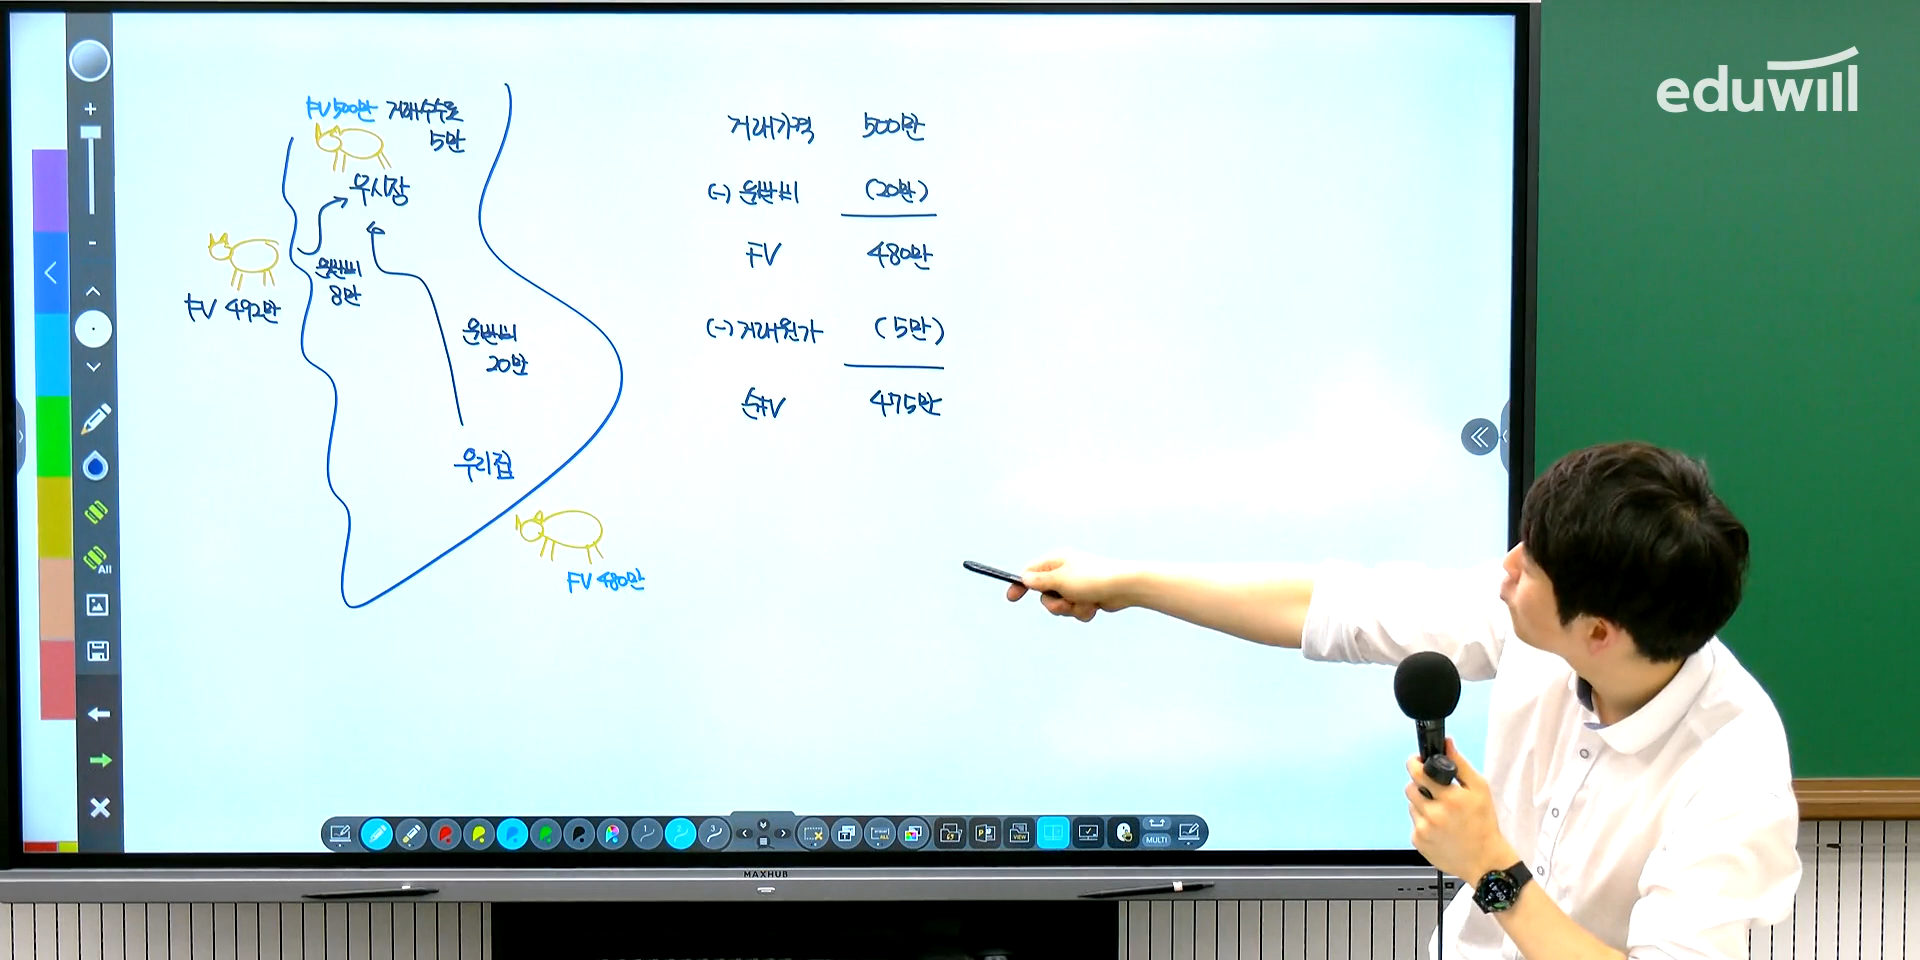 eduwill
FV 500만 거래수수료
5만
우시장
운반비
8만
FV 492만
운반비
20만
우리집
FV 480만
거래가격 500만
(-) 운반비 (20만)
FV 480만
(-) 거래원가 (5만)
순FV 475만
All
MAXHUB
MULTI